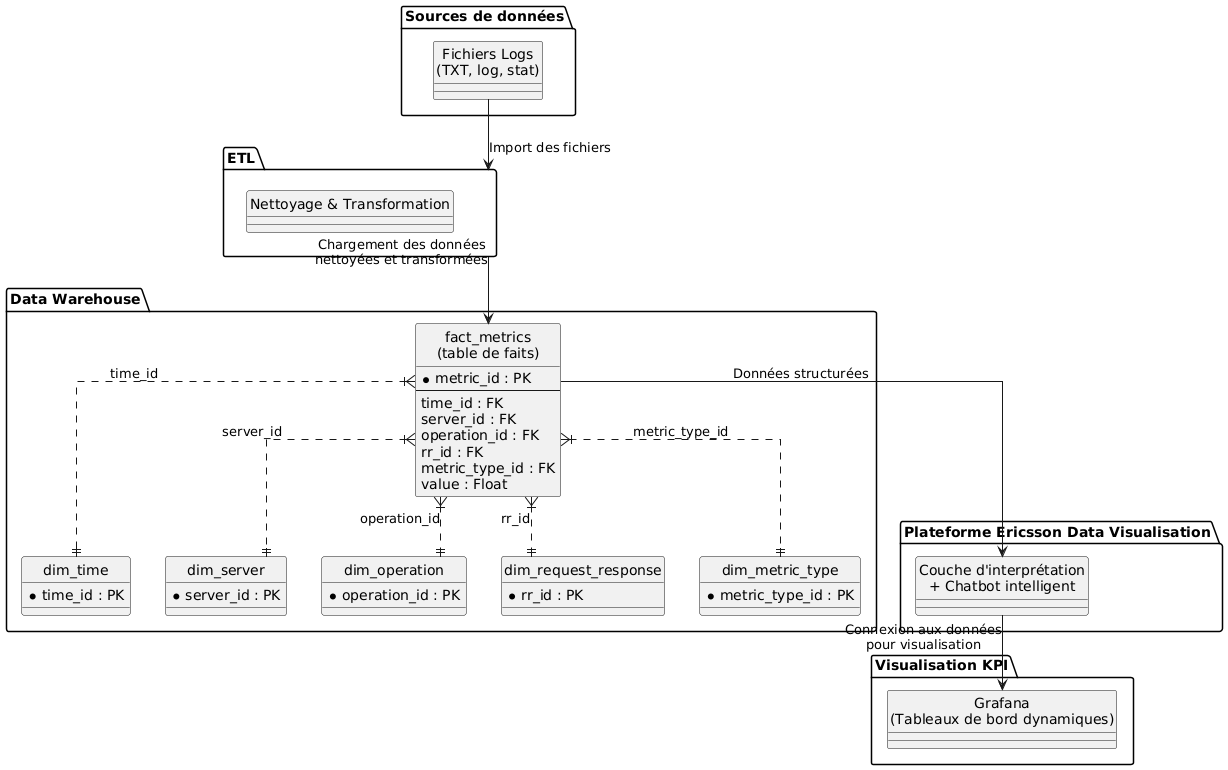 Sources de données
Fichiers Logs
(TXT, log, stat)
Import des fichiers
ETL
Nettoyage & Transformation
Chargement des données
nettoyées et transformées
Data Warehouse
fact_metrics
(table de faits)
metric_id : PK
time_id : FK
server_id : FK
operation_id : FK
rr_id : FK
metric_type_id : FK
value : Float
time_id
server_id
operation_id
rr_id
metric_type_id
Données structurées
dim_time
time_id : PK
dim_server
server_id : PK
dim_operation
operation_id : PK
dim_request_response
rr_id : PK
dim_metric_type
metric_type_id : PK
Plateforme Ericsson Data Visualisation
Couche d'interprétation
+ Chatbot intelligent
Connexion aux données
pour visualisation
Visualisation KPI
Grafana
(Tableaux de bord dynamiques)